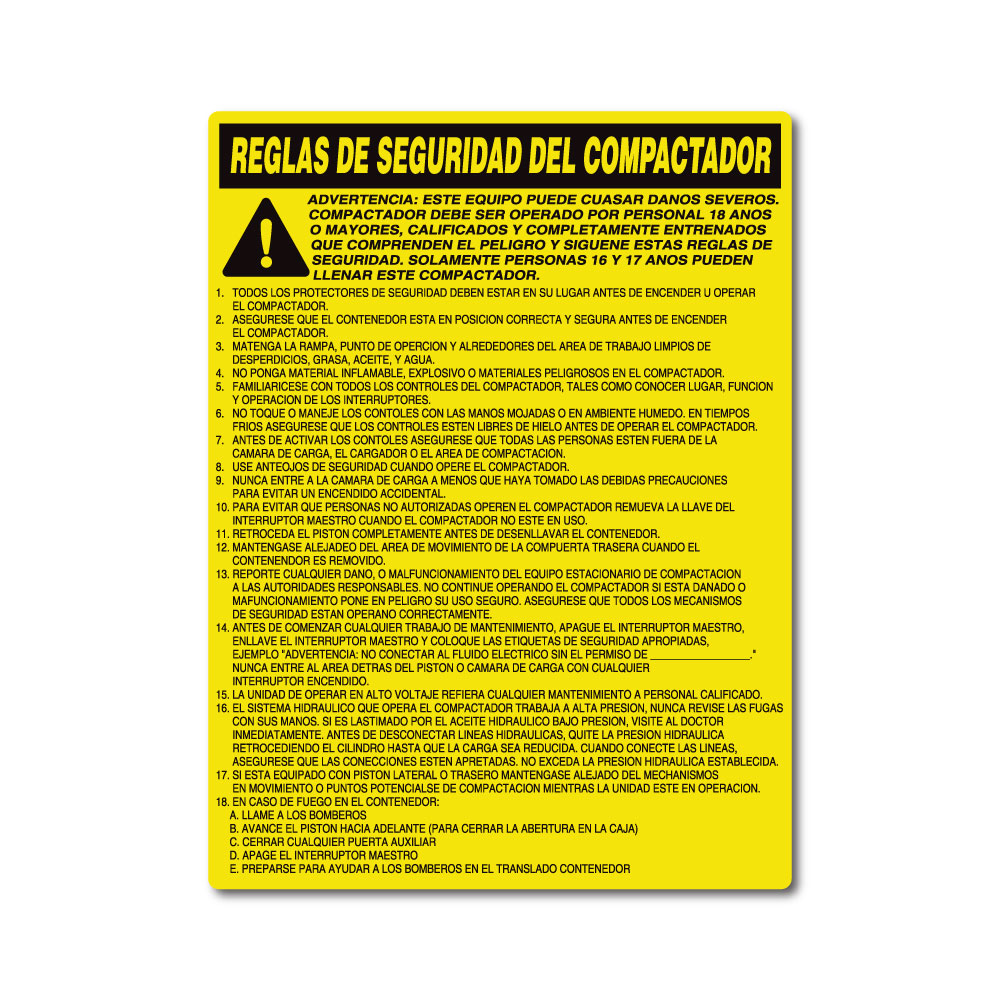 REGLAS DE SEGURIDAD DEL COMPACTADOR
ADVERTENCIA: ESTE EQUIPO PUEDE CUASAR DANOS SEVEROS.
COMPACTADOR DEBE SER OPERADO POR PERSONAL 18 ANOS
O MAYORES, CALIFICADOS Y COMPLETAMENTE ENTRENADOS
QUE COMPRENDEN EL PELIGRO Y SIGUENE ESTAS REGLAS DE
SEGURIDAD. SOLAMENTE PERSONAS 16 Y 17 ANOS PUEDEN
LLENAR ESTE COMPACTADOR.
1. TODOS LOS PROTECTORES DE SEGURIDAD DEBEN ESTAR EN SU LUGAR ANTES DE ENCENDER U OPERAR
EL COMPACTADOR.
2. ASEGURESE QUE EL CONTENEDOR ESTA EN POSICION CORRECTA Y SEGURA ANTES DE ENCENDER
EL COMPACTADOR.
3. MATENGA LA RAMPA, PUNTO DE OPERCION Y ALREDEDORES DEL AREA DE TRABAJO LIMPIOS DE
DESPERDICIOS, GRASA, ACEITE, Y AGUA.
4. NO PONGA MATERIAL INFLAMABLE, EXPLOSIVO O MATERIALES PELIGROSOS EN EL COMPACTADOR.
5. FAMILIARICESE CON TODOS LOS CONTROLES DEL COMPACTADOR, TALES COMO CONOCER LUGAR, FUNCION
Y OPERACION DE LOS INTERRUPTORES.
6. NO TOQUE O MANEJE LOS CONTOLES CON LAS MANOS MOJADAS O EN AMBIENTE HUMEDO. EN TIEMPOS
FRIOS ASEGURESE QUE LOS CONTROLES ESTEN LIBRES DE HIELO ANTES DE OPERAR EL COMPACTADOR.
7. ANTES DE ACTIVAR LOS CONTOLES ASEGURESE QUE TODAS LAS PERSONAS ESTEN FUERA DE LA
CAMARA DE CARGA, EL CARGADOR O EL AREA DE COMPACTACION.
8. USE ANTEOJOS DE SEGURIDAD CUANDO OPERE EL COMPACTADOR.
9. NUNCA ENTRE A LA CAMARA DE CARGA A MENOS QUE HAYA TOMADO LAS DEBIDAS PRECAUCIONES
PARA EVITAR UN ENCENDIDO ACCIDENTAL.
10. PARA EVITAR QUE PERSONAS NO AUTORIZADAS OPEREN EL COMPACTADOR REMUEVA LA LLAVE DEL
INTERRUPTOR MAESTRO CUANDO EL COMPACTADOR NO ESTE EN USO.
11. RETROCEDA EL PISTON COMPLETAMENTE ANTES DE DESENLLAVAR EL CONTENEDOR.
12. MANTENGASE ALEJADEO DEL AREA DE MOVIMIENTO DE LA COMPUERTA TRASERA CUANDO EL
CONTENENDOR ES REMOVIDO.
13. REPORTE CUALQUIER DANO, O MALFUNCIONAMIENTO DEL EQUIPO ESTACIONARIO DE COMPACTACION
A LAS AUTORIDADES RESPONSABLES. NO CONTINUE OPERANDO EL COMPACTADOR SI ESTA DANADO O
MAFUNCIONAMIENTO PONE EN PELIGRO SU USO SEGURO. ASEGURESE QUE TODOS LOS MECANISMOS
DE SEGURIDAD ESTAN OPERANO CORRECTAMENTE.
14. ANTES DE COMENZAR CUALQUIER TRABAJO DE MANTENIMIENTO, APAGUE EL INTERRUPTOR MAESTRO,
ENLLAVE EL INTERRUPTOR MAESTRO Y COLOQUE LAS ETIQUETAS DE SEGURIDAD APROPIADAS,
EJEMPLO "ADVERTENCIA: NO CONECTAR AL FLUIDO ELECTRICO SIN EL PERMISO DE __________________."
NUNCA ENTRE AL AREA DETRAS DEL PISTON O CAMARA DE CARGA CON CUALQUIER
INTERRUPTOR ENCENDIDO.
15. LA UNIDAD DE OPERAR EN ALTO VOLTAJE REFIERA CUALQUIER MANTENIMIENTO A PERSONAL CALIFICADO.
16. EL SISTEMA HIDRAULICO QUE OPERA EL COMPACTADOR TRABAJA A ALTA PRESION, NUNCA REVISE LAS FUGAS
CON SUS MANOS. SI ES LASTIMADO POR EL ACEITE HIDRAULICO BAJO PRESION, VISITE AL DOCTOR
INMEDIATAMENTE. ANTES DE DESCONECTAR LINEAS HIDRAULICAS, QUITE LA PRESION HIDRAULICA
RETROCEDIENDO EL CILINDRO HASTA QUE LA CARGA SEA REDUCIDA. CUANDO CONECTE LAS LINEAS,
ASEGURESE QUE LAS CONECCIONES ESTEN APRETADAS. NO EXCEDA LA PRESION HIDRAULICA ESTABLECIDA.
17. SI ESTA EQUIPADO CON PISTON LATERAL O TRASERO MANTENGASE ALEJADO DEL MECHANISMOS
EN MOVIMIENTO O PUNTOS POTENCIALSE DE COMPACTACION MIENTRAS LA UNIDAD ESTE EN OPERACION.
18. EN CASO DE FUEGO EN EL CONTENEDOR:
A. LLAME A LOS BOMBEROS
B. AVANCE EL PISTON HACIA ADELANTE (PARA CERRAR LA ABERTURA EN LA CAJA)
C. CERRAR CUALQUIER PUERTA AUXILIAR
D. APAGE EL INTERRUPTOR MAESTRO
E. PREPARSE PARA AYUDAR A LOS BOMBEROS EN EL TRANSLADO CONTENEDOR